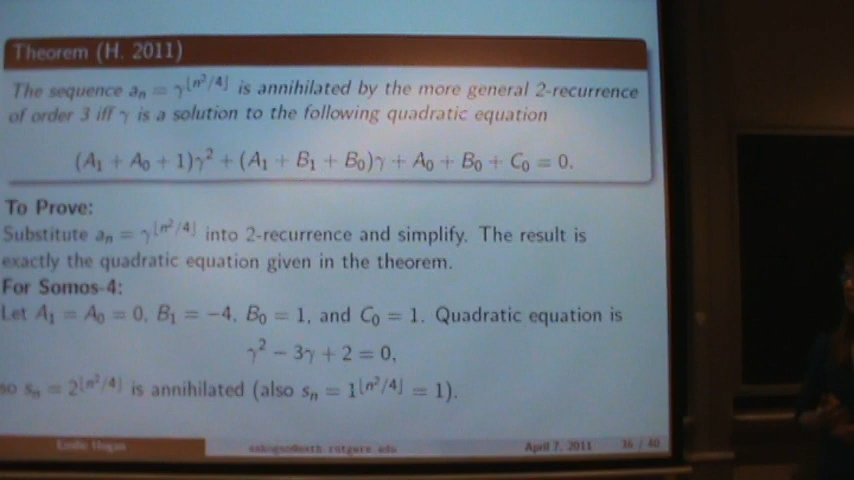 Theorem (H. 2011)
The sequence aₙ = γ^⌊n²/4⌋ is annihilated by the more general 2-recurrence
of order 3 iff γ is a solution to the following quadratic equation
(A₁ + A₀ + 1)γ² + (A₁ + B₁ + B₀)γ + A₀ + B₀ + C₀ = 0.
To Prove:
Substitute aₙ = γ^⌊n²/4⌋ into 2-recurrence and simplify. The result is
exactly the quadratic equation given in the theorem.
For Somos-4:
Let A₁ = A₀ = 0, B₁ = −4, B₀ = 1, and C₀ = 1. Quadratic equation is
γ² − 3γ + 2 = 0,
so sₙ = 2^⌊n²/4⌋ is annihilated (also sₙ = 1^⌊n²/4⌋ = 1).
April 7, 2011 36 / 40